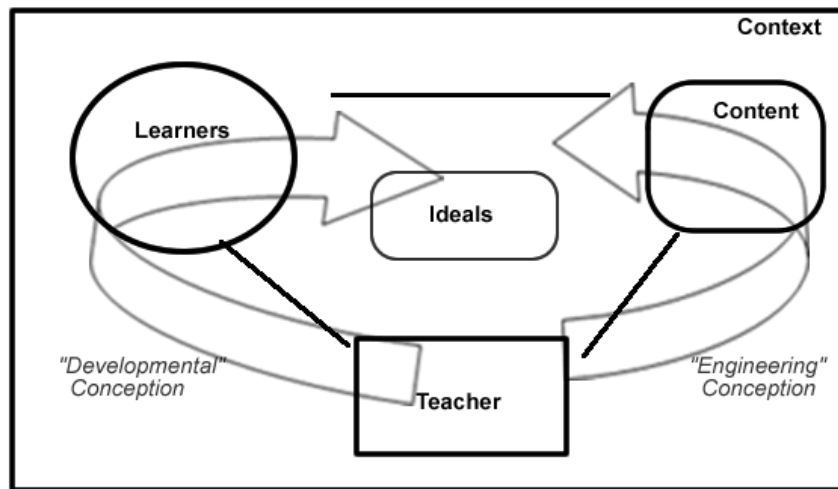 Context
Learners
Content
Ideals
"Developmental"
Conception
"Engineering"
Conception
Teacher